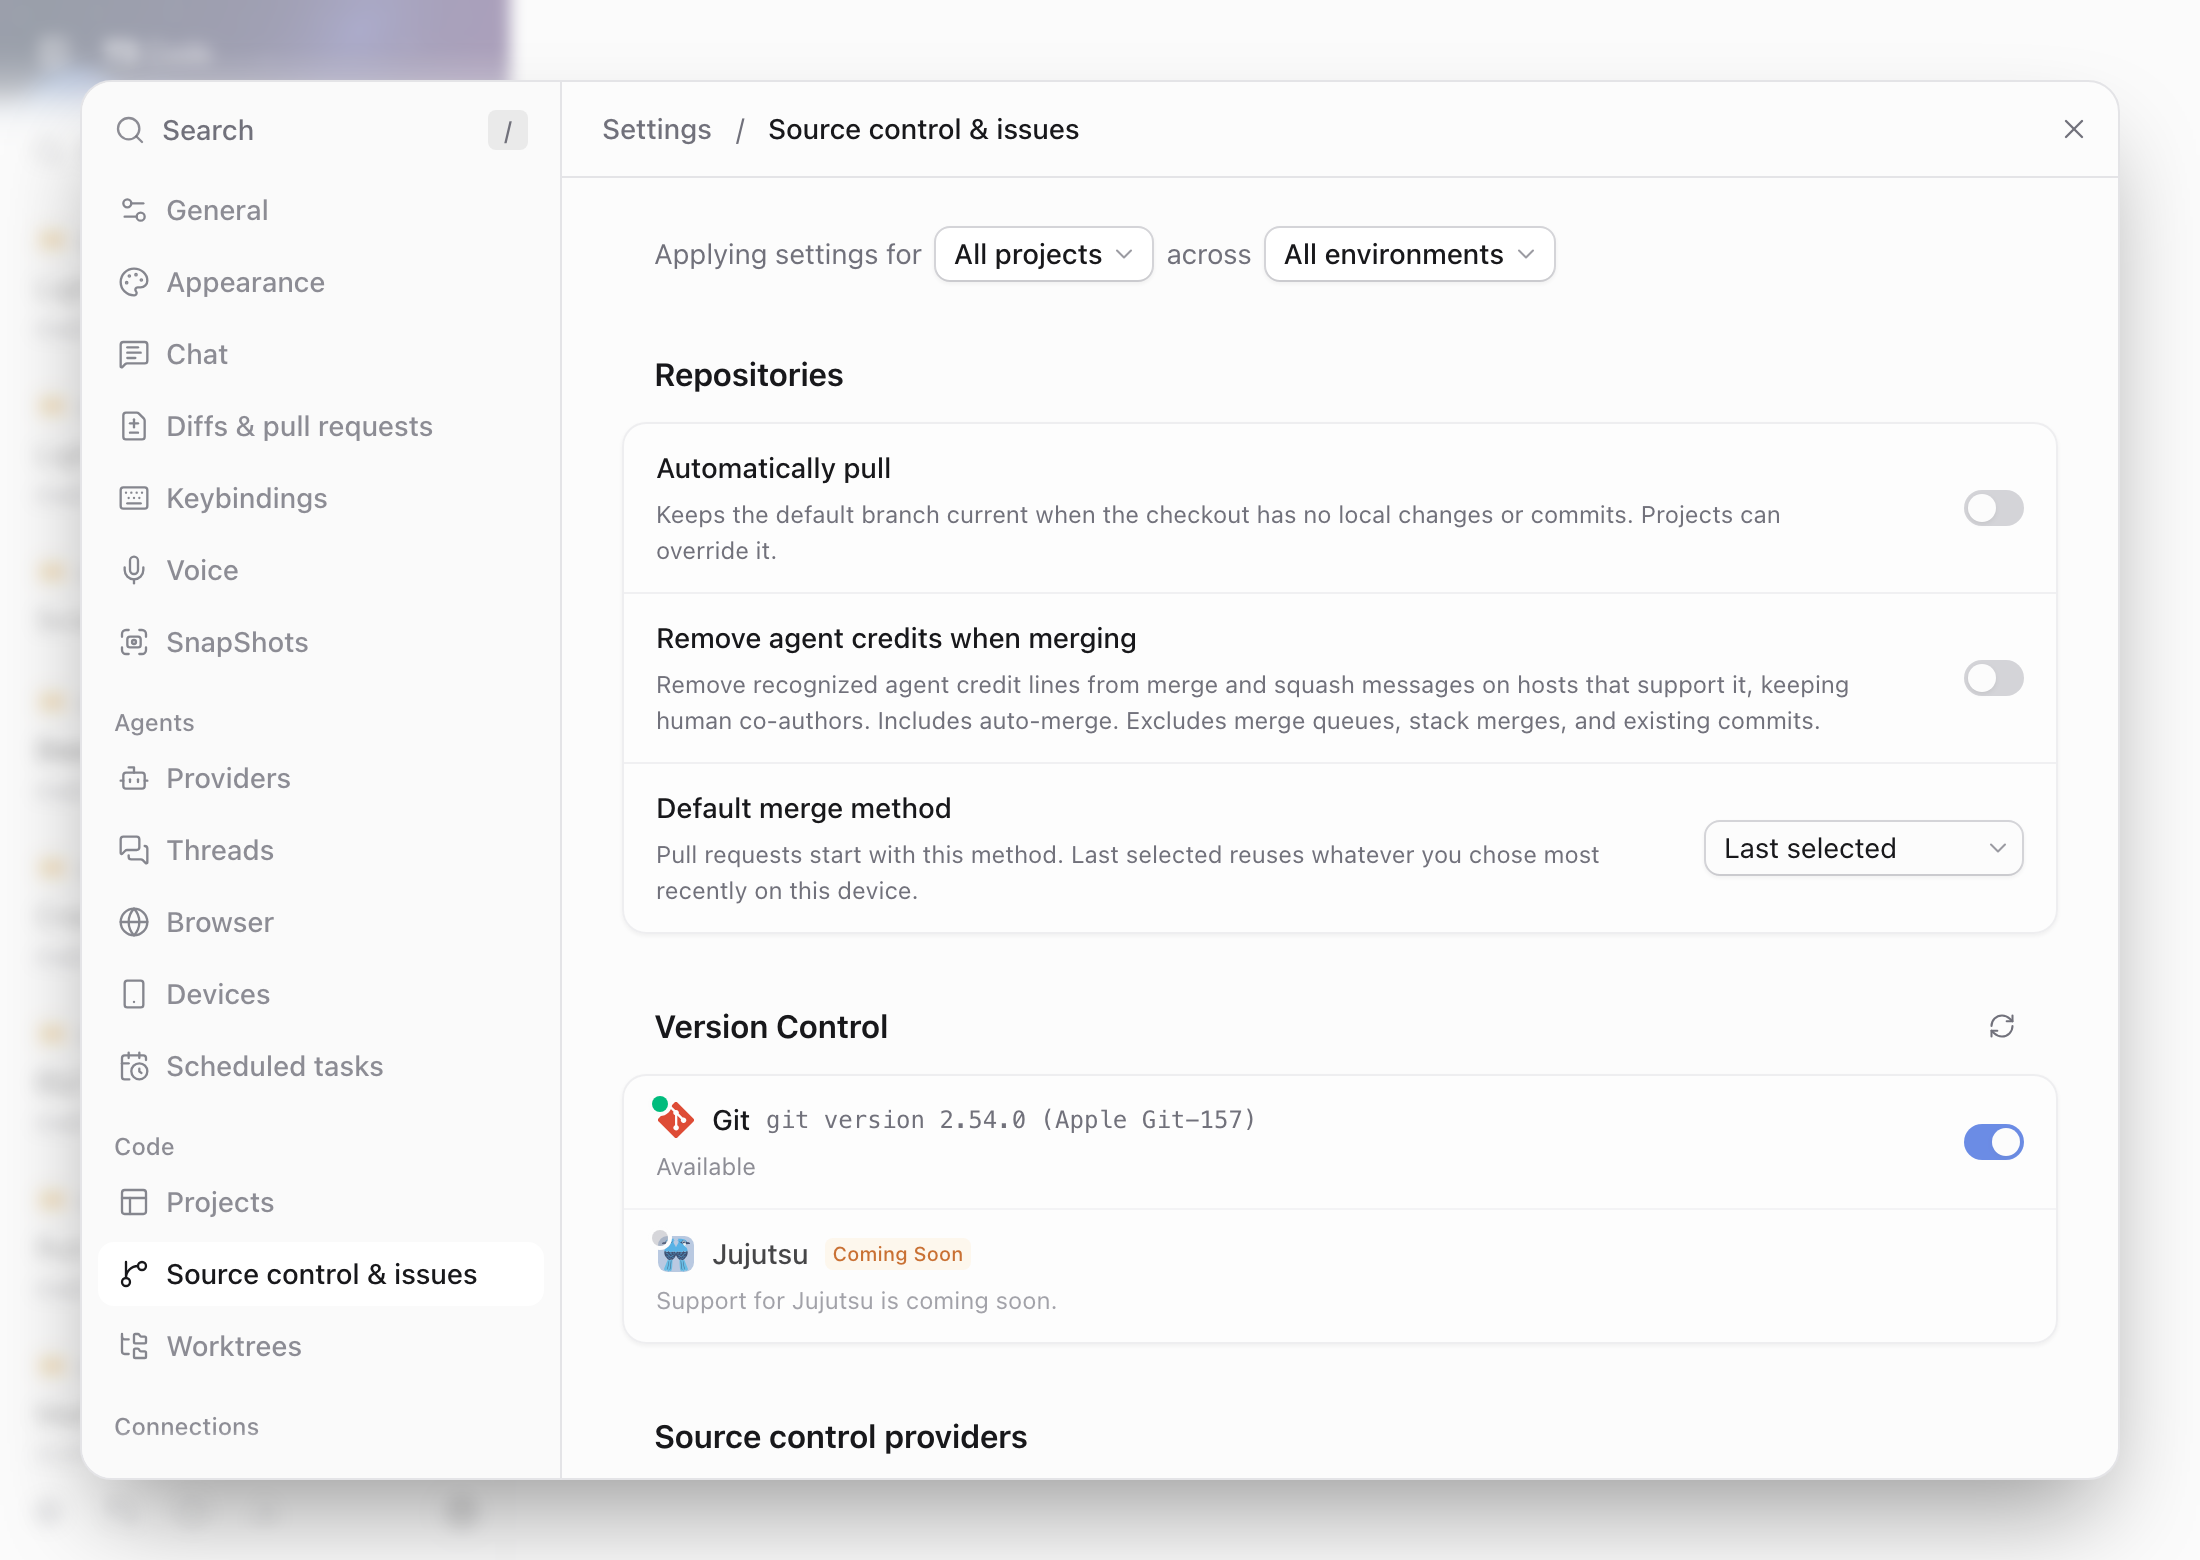 Search /
General
Appearance
Chat
Diffs & pull requests
Keybindings
Voice
SnapShots
Agents
Providers
Threads
Browser
Devices
Scheduled tasks
Code
Projects
Source control & issues
Worktrees
Connections
Settings / Source control & issues
Applying settings for All projects across All environments
Repositories
Automatically pull
Keeps the default branch current when the checkout has no local changes or commits. Projects can
override it.
Remove agent credits when merging
Remove recognized agent credit lines from merge and squash messages on hosts that support it, keeping
human co-authors. Includes auto-merge. Excludes merge queues, stack merges, and existing commits.
Default merge method
Pull requests start with this method. Last selected reuses whatever you chose most
recently on this device.
Last selected
Version Control
Git git version 2.54.0 (Apple Git-157)
Available
Jujutsu Coming Soon
Support for Jujutsu is coming soon.
Source control providers